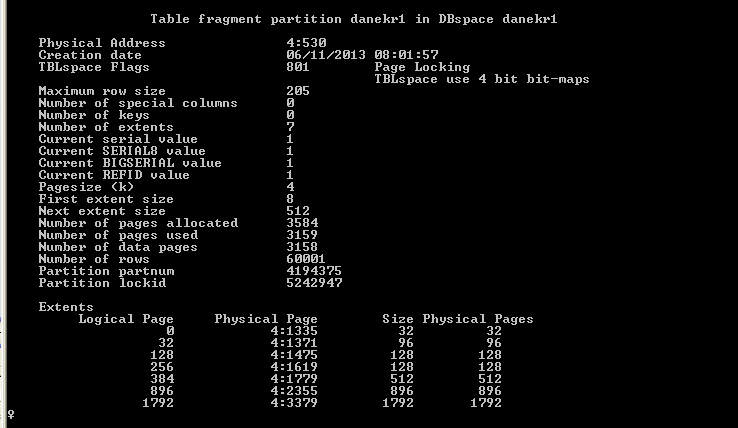 Table fragment partition danekr1 in DBspace danekr1
Physical Address 4:530
Creation date 06/11/2013 08:01:57
TBLspace Flags 801 Page Locking
TBLspace use 4 bit bit-maps
Maximum row size 205
Number of special columns 0
Number of keys 0
Number of extents 7
Current serial value 1
Current SERIAL8 value 1
Current BIGSERIAL value 1
Current REFID value 1
Pagesize (k) 4
First extent size 8
Next extent size 512
Number of pages allocated 3584
Number of pages used 3159
Number of data pages 3158
Number of rows 60001
Partition partnum 4194375
Partition lockid 5242947
Extents
Logical Page Physical Page Size Physical Pages
0 4:1335 32 32
32 4:1371 96 96
128 4:1475 128 128
256 4:1619 128 128
384 4:1779 512 512
896 4:2355 896 896
1792 4:3379 1792 1792
♀